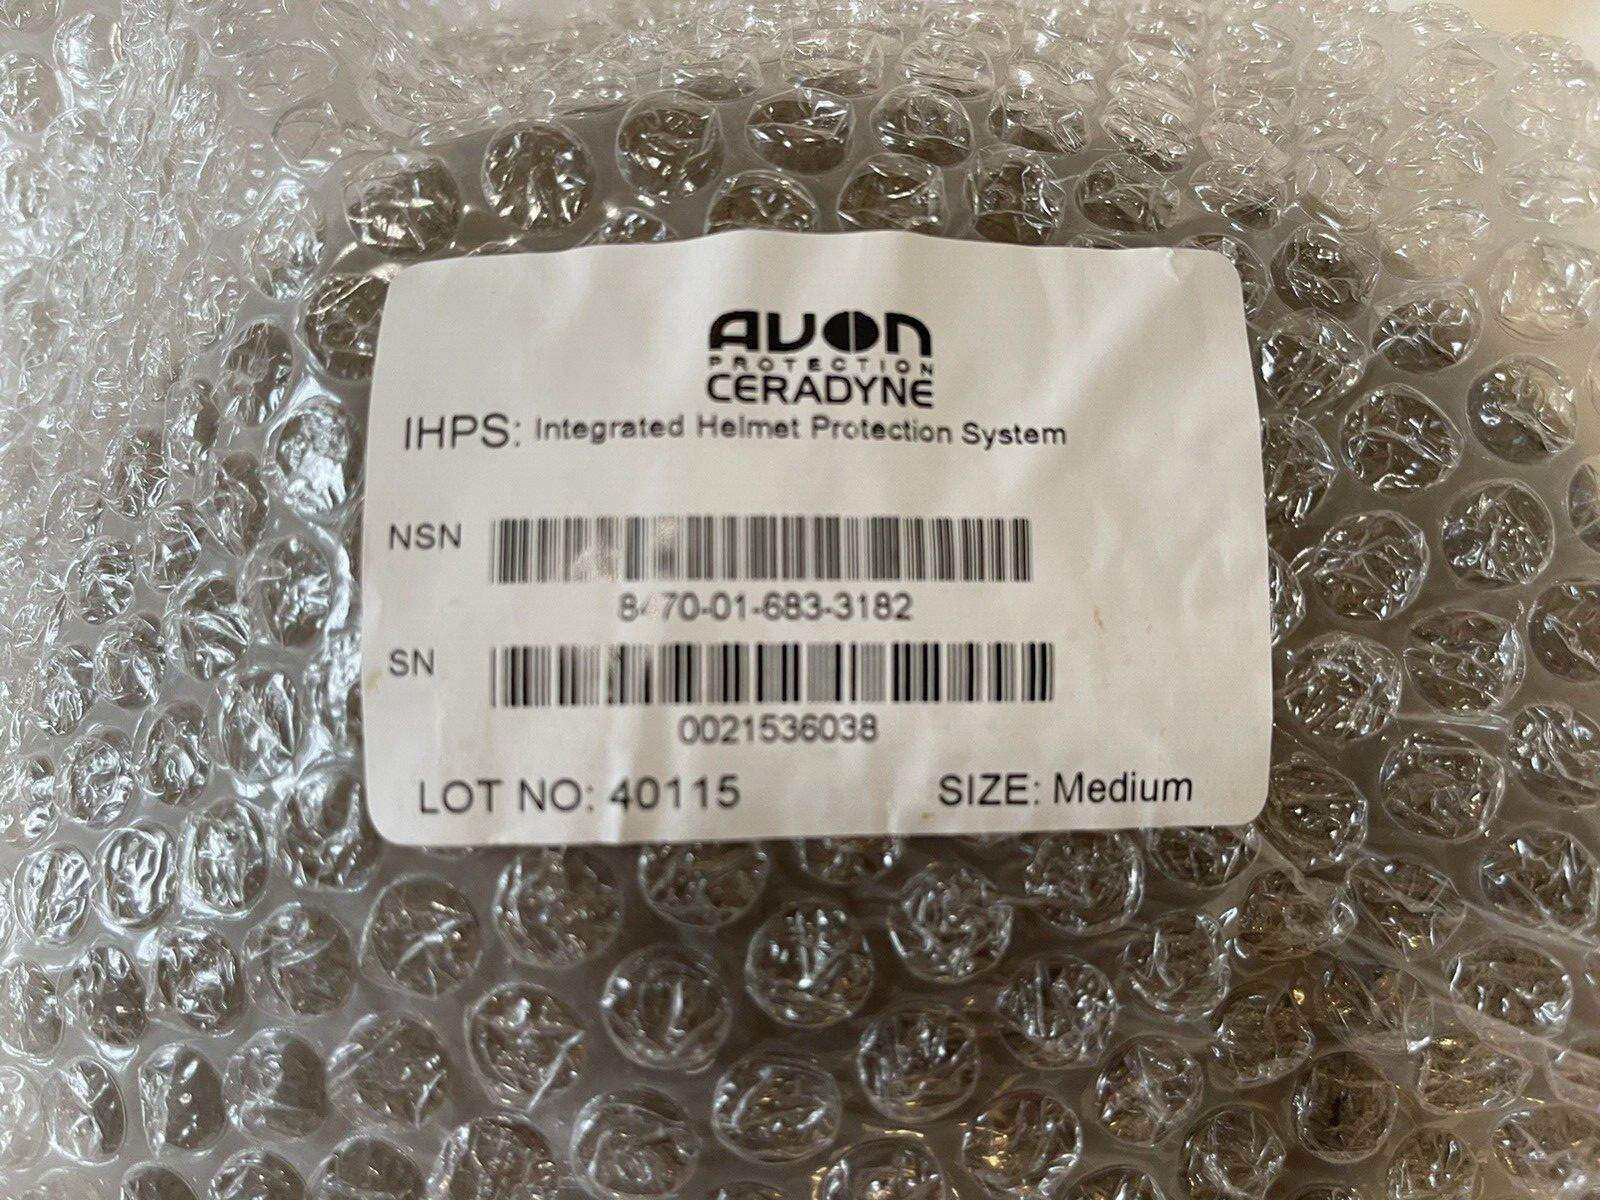 AVON
PROTECTION
CERADYNE
IHPS: Integrated Helmet Protection System
NSN
8470-01-683-3182
SN
0021536038
LOT NO: 40115 SIZE: Medium